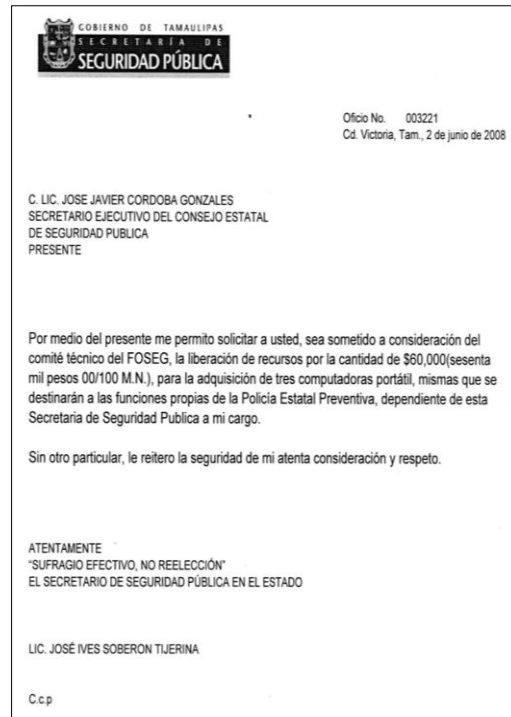 GOBIERNO DE TAMAULIPAS
SECRETARÍA DE
SEGURIDAD PÚBLICA
Oficio No. 003221
Cd. Victoria, Tam., 2 de junio de 2008
C. LIC. JOSE JAVIER CORDOBA GONZALES
SECRETARIO EJECUTIVO DEL CONSEJO ESTATAL
DE SEGURIDAD PUBLICA
PRESENTE
Por medio del presente me permito solicitar a usted, sea sometido a consideración del
comité técnico del FOSEG, la liberación de recursos por la cantidad de $60,000(sesenta
mil pesos 00/100 M.N.), para la adquisición de tres computadoras portátil, mismas que se
destinarán a las funciones propias de la Policía Estatal Preventiva, dependiente de esta
Secretaria de Seguridad Publica a mi cargo.
Sin otro particular, le reitero la seguridad de mi atenta consideración y respeto.
ATENTAMENTE
“SUFRAGIO EFECTIVO, NO REELECCIÓN”
EL SECRETARIO DE SEGURIDAD PÚBLICA EN EL ESTADO
LIC. JOSÉ IVES SOBERON TIJERINA
C.c.p